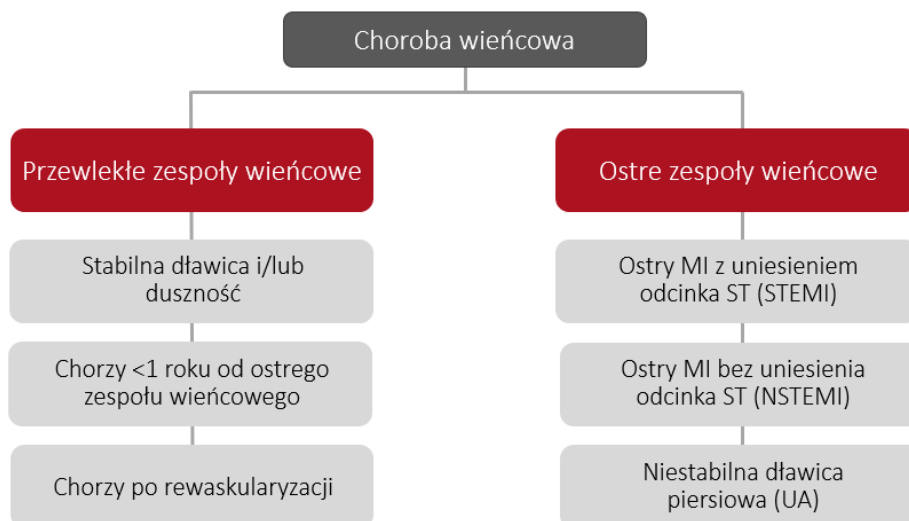 Choroba wieńcowa
Przewlekłe zespoły wieńcowe
Ostre zespoły wieńcowe
Stabilna dławica i/lub
duszność
Ostry MI z uniesieniem
odcinka ST (STEMI)
Chorzy <1 roku od ostrego
zespołu wieńcowego
Ostry MI bez uniesienia
odcinka ST (NSTEMI)
Chorzy po rewaskularyzacji
Niestabilna dławica
piersiowa (UA)